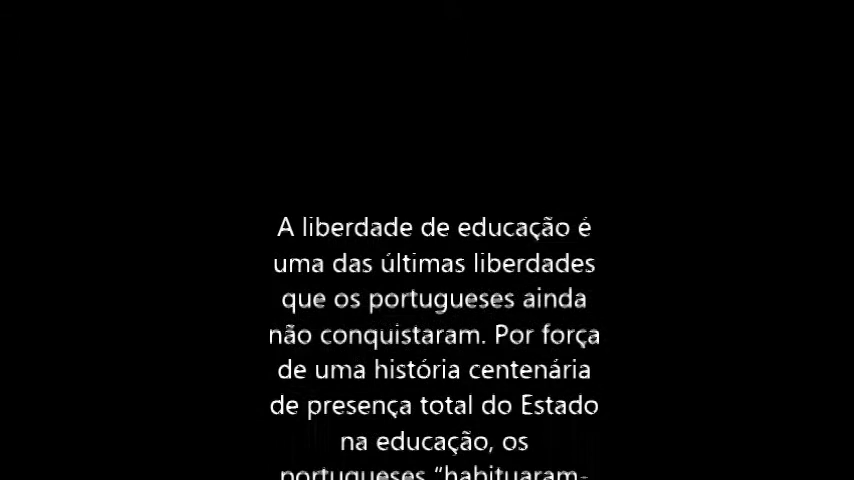 A liberdade de educação é
uma das últimas liberdades
que os portugueses ainda
não conquistaram. Por força
de uma história centenária
de presença total do Estado
na educação, os
portugueses “habituaram-